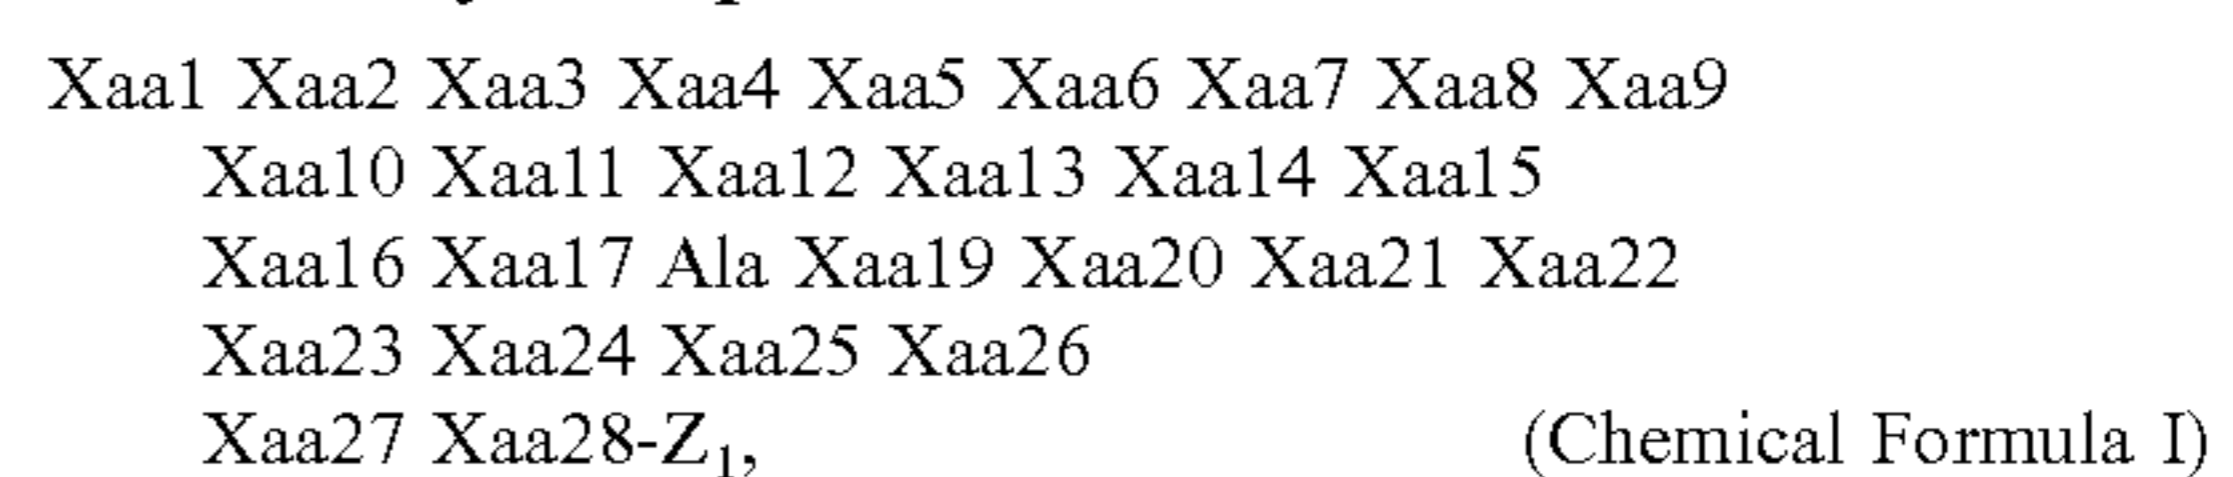 Xaa1 Xaa2 Xaa3 Xaa4 Xaa5 Xaa6 Xaa7 Xaa8 Xaa9
Xaa10 Xaa11 Xaa12 Xaa13 Xaa14 Xaa15
Xaa16 Xaa17 Ala Xaa19 Xaa20 Xaa21 Xaa22
Xaa23 Xaa24 Xaa25 Xaa26
Xaa27 Xaa28-Z₁, (Chemical Formula I)